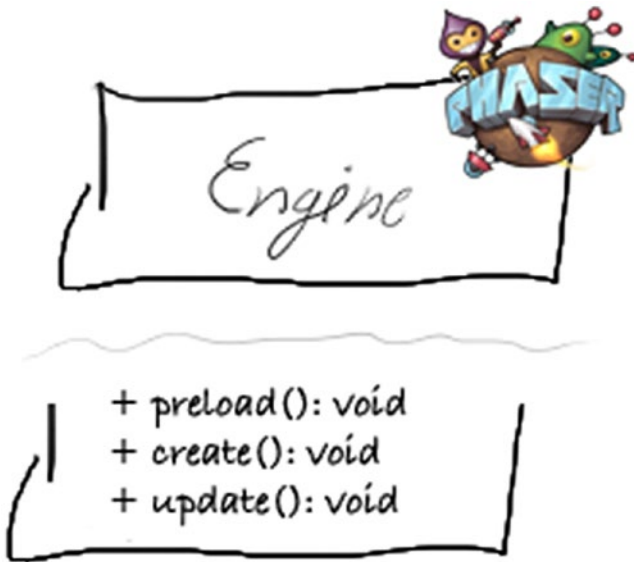 PHASER
Engine
+ preload(): void
+ create(): void
+ update(): void